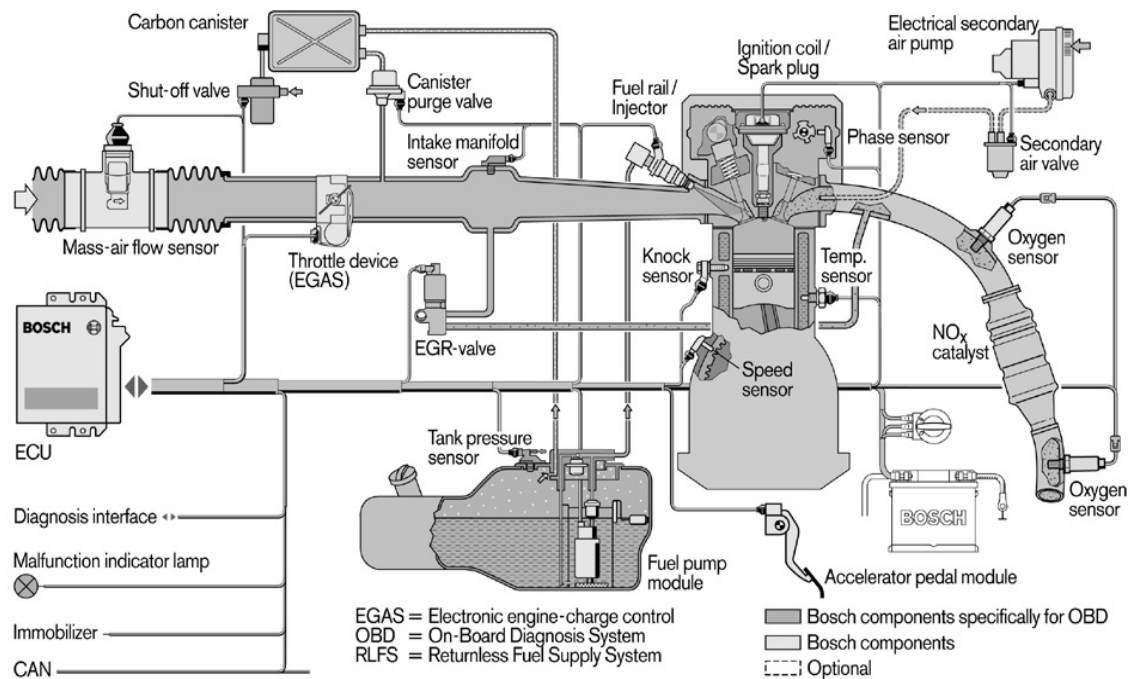 Carbon canister
Shut-off valve
Canister
purge valve
Intake manifold
sensor
Fuel rail /
Injector
Ignition coil /
Spark plug
Electrical secondary
air pump
Phase sensor
Secondary
air valve
Mass-air flow sensor
Throttle device
(EGAS)
Knock
sensor
Temp.
sensor
Oxygen
sensor
BOSCH
EGR-valve
NOX
catalyst
Speed
sensor
ECU
Tank pressure
sensor
Oxygen
sensor
BOSCH
Diagnosis interface
Fuel pump
module
Malfunction indicator lamp
Accelerator pedal module
Immobilizer
CAN
EGAS = Electronic engine-charge control
OBD = On-Board Diagnosis System
RLFS = Returnless Fuel Supply System
Bosch components specifically for OBD
Bosch components
Optional